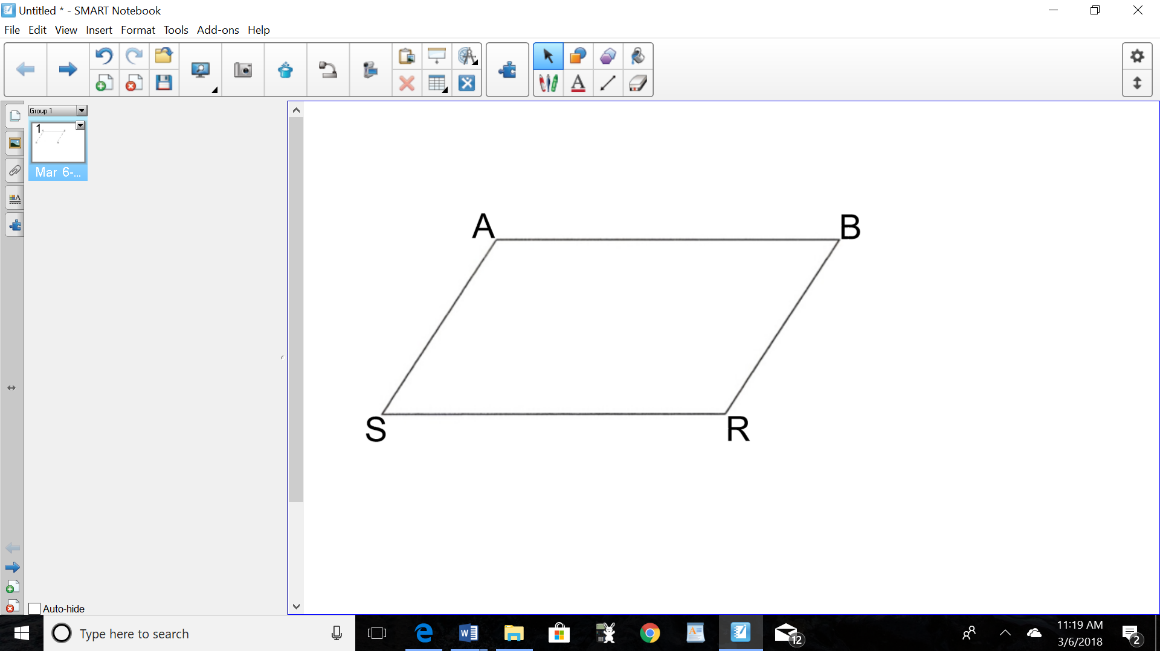 Untitled * - SMART Notebook
File Edit View Insert Format Tools Add-ons Help
Group 1
1
Mar 6-...
A
B
S
R
Auto-hide
Type here to search
12
11:19 AM
3/6/2018
2